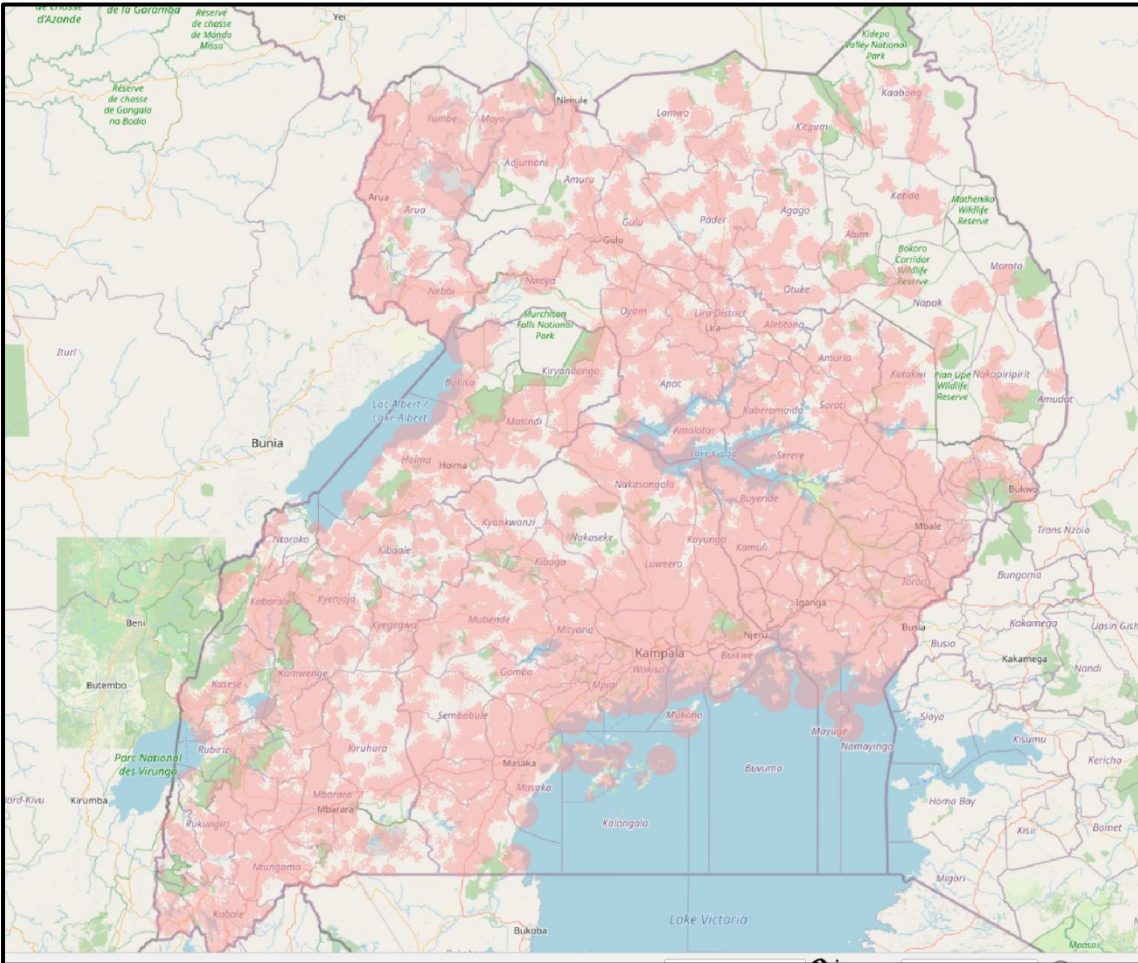 de chasse
d'Azande
de la Garamba
Réserve
de chasse
de Mondo
Missa
Yei
Kidepo
Valley National
Park
Réserve
de chasse
de Gangala
na Bodio
Nimule
Kaabong
Yumbe
Moyo
Lamwo
Kitgum
Adjumani
Amuru
Arua
Arua
Agago
Kotido
Matheniko
Wildlife
Reserve
Gulu
Pader
Gulu
Abim
Bokoro
Corridor
Wildlife
Reserve
Moroto
Nebbi
Nwoya
Otuke
Napak
Oyam
Lira District
Lira
Alebtong
Murchison
Falls National
Park
Ituri
Amuria
Kiryandongo
Katakwi
Pian Upe
Wildlife
Reserve
Nakapiripirit
Buliisa
Apac
Amudat
Lac Albert /
Lake Albert
Masindi
Kaberamaido
Soroti
Amolatar
Bunia
Hoima
Hoima
Lake Kyoga
Serere
Nakasongola
Bukwo
Buyende
Kyankwanzi
Mbale
Trans Nzoia
Ntoroko
Kibaale
Nakaseke
Kayunga
Kamuli
Kiboga
Luweero
Bungoma
Kabarole
Kyenjojo
Tororo
Iganga
Kakamega
Uasin Gish
Beni
Kyegegwa
Mubende
Mityana
Njeru
Busia
Busia
Kampala
Kakamega
Nandi
Butembo
Kasese
Kamwenge
Gomba
Wakiso
Buikwe
Mpigi
Sembabule
Mukono
Siaya
Mayuge
Kisumu
Rubirizi
Kiruhura
Namayingo
Parc National
des Virunga
Masaka
Buvuma
Kericho
Masaka
ord-Kivu
Kirumba
Mbarara
Mbarara
Homa Bay
Rukungiri
Kalangala
Kisii
Bomet
Ntungamo
Migori
Kabale
Lake Victoria
Bukoba